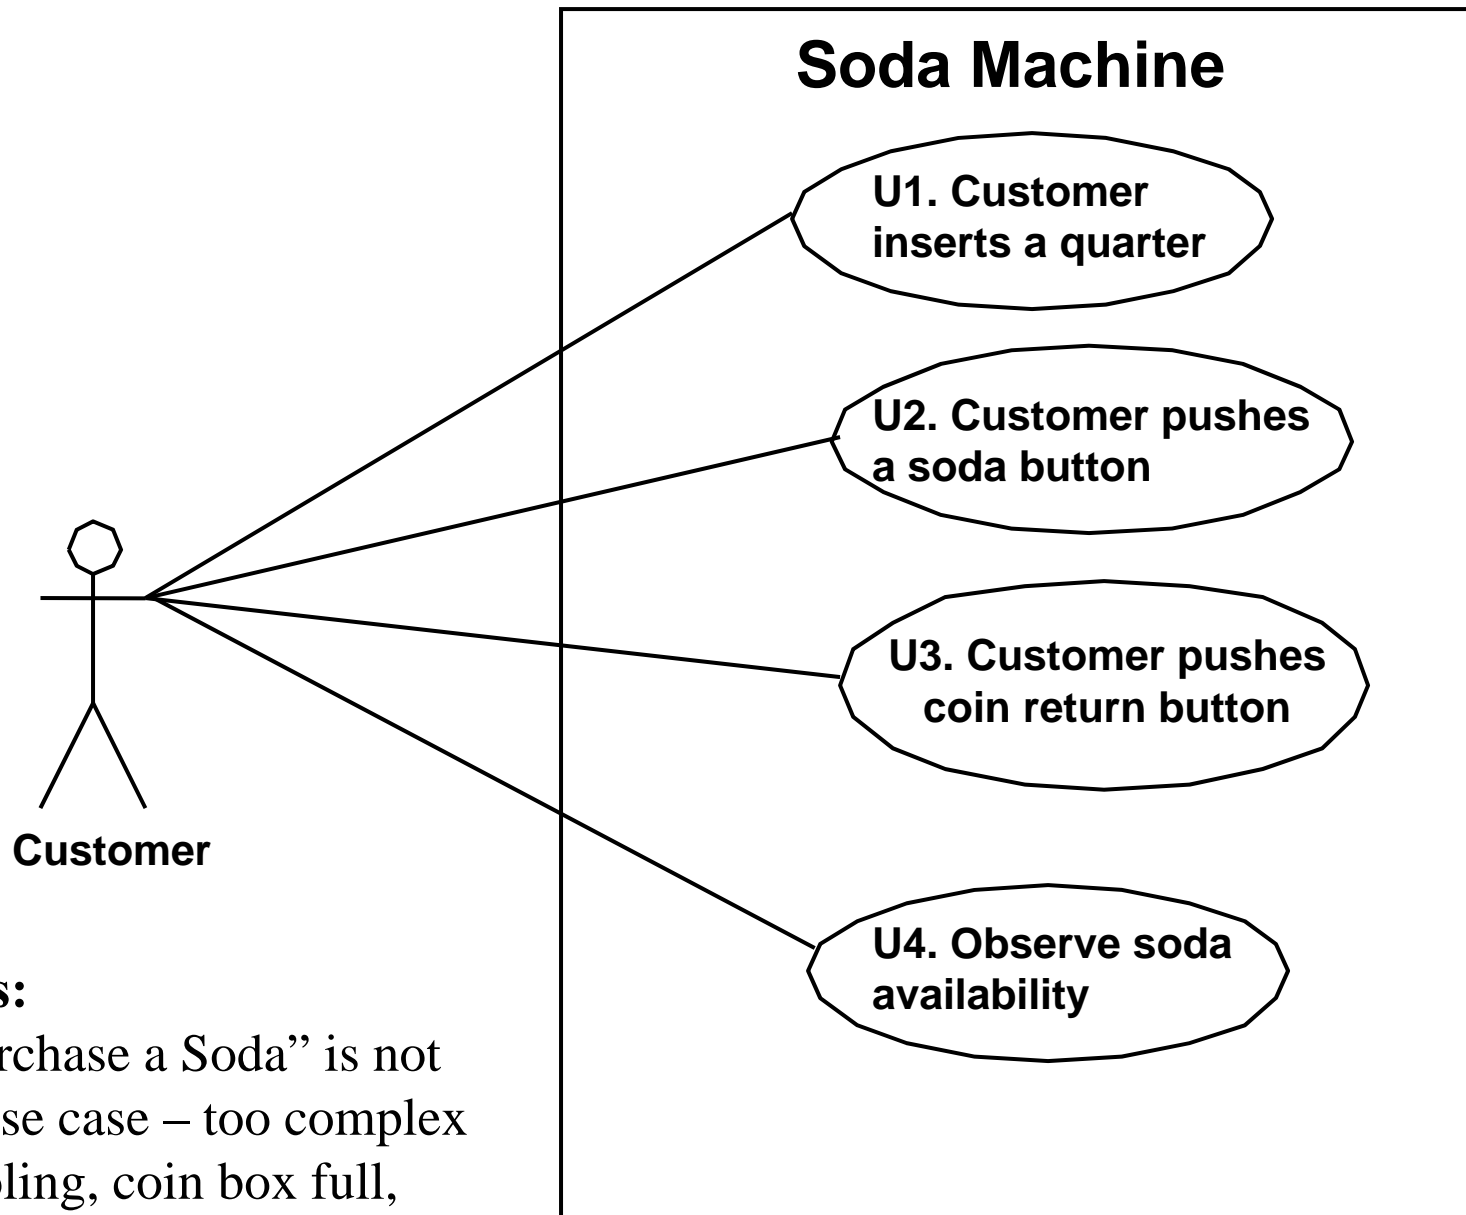 Soda Machine
U1. Customer
inserts a quarter
U2. Customer pushes
a soda button
U3. Customer pushes
coin return button
Customer
U4. Observe soda
availability
s:
rchase a Soda” is not
se case – too complex
ling, coin box full,